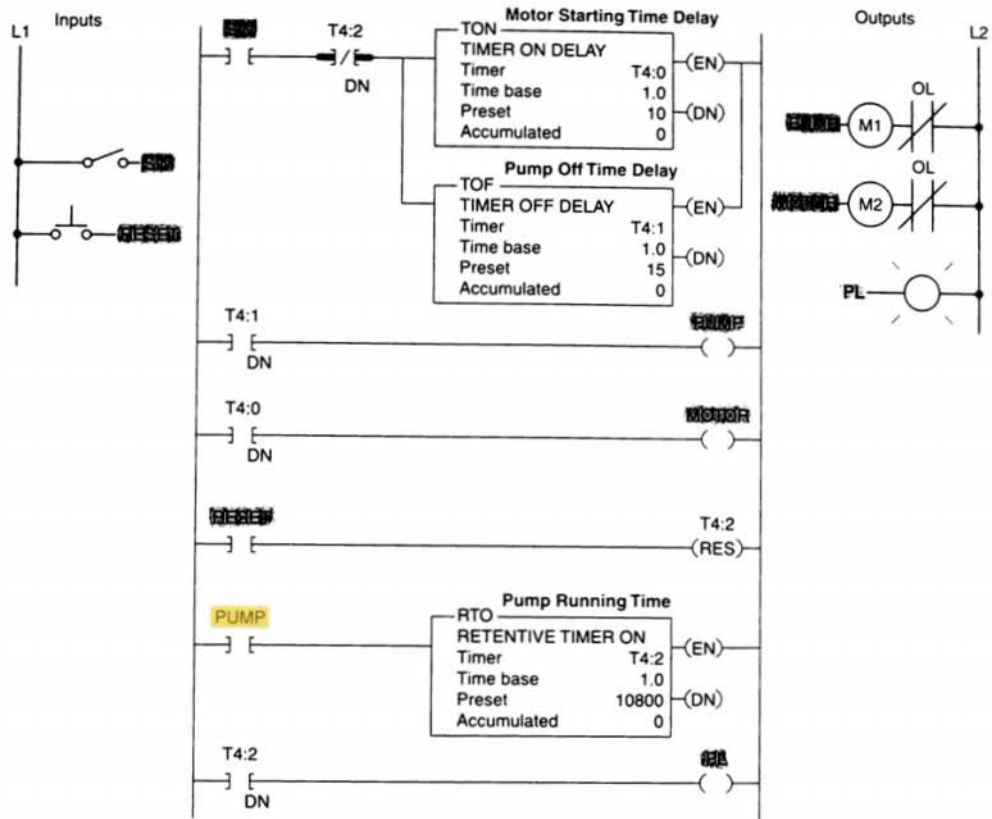 Inputs
L1
T4:2
DN
Motor Starting Time Delay
TON
TIMER ON DELAY
Timer T4:0
Time base 1.0
Preset 10
Accumulated 0
(EN)
(DN)
Pump Off Time Delay
TOF
TIMER OFF DELAY
Timer T4:1
Time base 1.0
Preset 15
Accumulated 0
(EN)
(DN)
Outputs
L2
OL
M1
OL
M2
PL
T4:1
DN
T4:0
DN
T4:2
(RES)
PUMP
Pump Running Time
RTO
RETENTIVE TIMER ON
Timer T4:2
Time base 1.0
Preset 10800
Accumulated 0
(EN)
(DN)
T4:2
DN